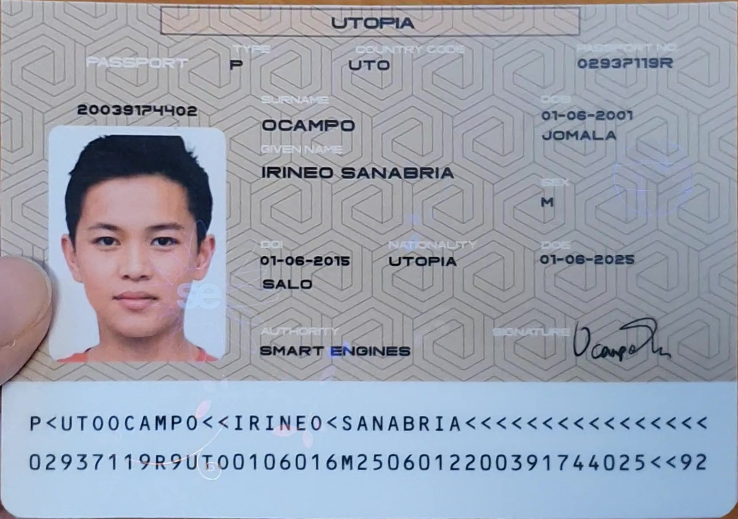 UTOPIA
PASSPORT
TYPE
P
COUNTRY CODE
UTO
PASSPORT NO.
02937119R
20039174402
SURNAME
OCAMPO
DOB
01-06-2001
JOMALA
GIVEN NAME
IRINEO SANABRIA
SEX
M
DOI
01-06-2015
SALO
NATIONALITY
UTOPIA
DOE
01-06-2025
AUTHORITY
SMART ENGINES
SIGNATURE
Ocampo
P<UTOOCAMPO<<IRINEO<SANABRIA<<<<<<<<<<<<<<<<
02937119R9UTO0106016M2506012200391744025<<92